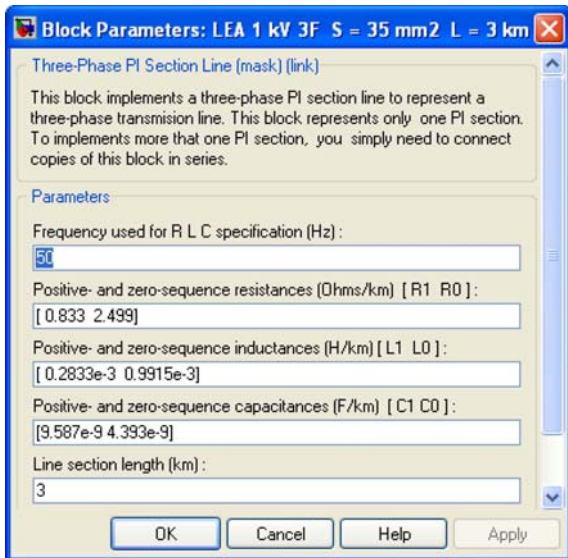 Block Parameters: LEA 1 kV 3F S = 35 mm2 L = 3 km
Three-Phase PI Section Line (mask) (link)
This block implements a three-phase PI section line to represent a
three-phase transmision line. This block represents only one PI section.
To implements more that one PI section, you simply need to connect
copies of this block in series.
Parameters
Frequency used for R L C specification (Hz) :
50
Positive- and zero-sequence resistances (Ohms/km) [ R1 R0 ] :
[ 0.833 2.499]
Positive- and zero-sequence inductances (H/km) [ L1 L0 ] :
[ 0.2833e-3 0.9915e-3]
Positive- and zero-sequence capacitances (F/km) [ C1 C0 ] :
[9.587e-9 4.393e-9]
Line section length (km) :
3
OK Cancel Help Apply